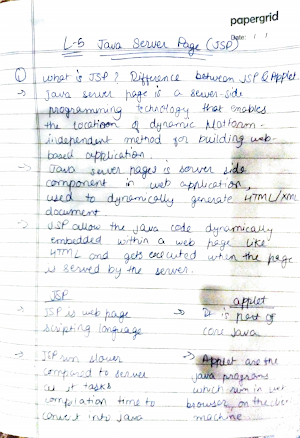 papergrid
Date: / /
L-5 Java Server Page (JSP)
① what is JSP? Difference between JSP & Applet
→ Java server page is a server-side
programming technology that enables
the location of dynamic platform-
independent method for building web-
based application.
→ Java server pages is server side
component in web application,
used to dynamically generate HTML/XML
document.
→ JSP allow the java code dynamically
embedded within a web page like
HTML and gets executed when the page
is served by the server.
JSP
applet
→ JSP is web page
→ It is part of
scripting language
core Java
→ JSP run slower
→ Applet are the
compared to
java programs
as it tasks
which run in
compilation time to
browser, on the
convert into Java
machine